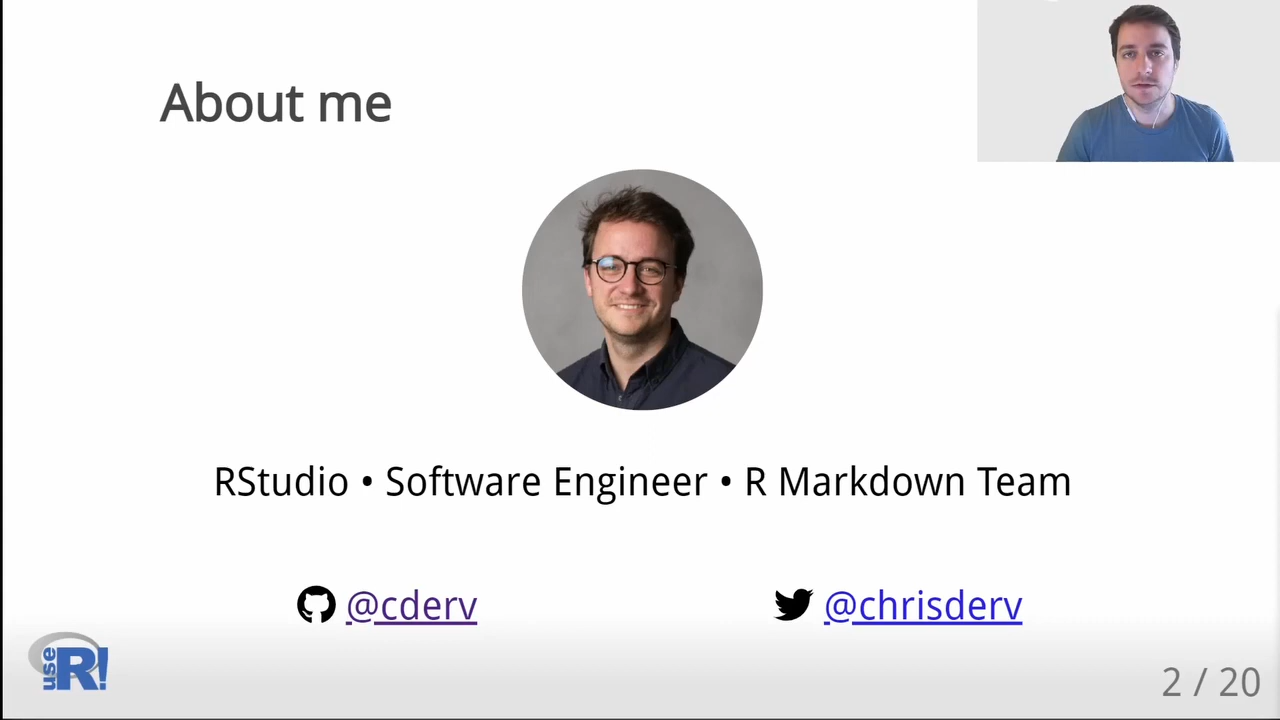 About me
RStudio • Software Engineer • R Markdown Team
@cderv
@chrisderv
useR!
2 / 20